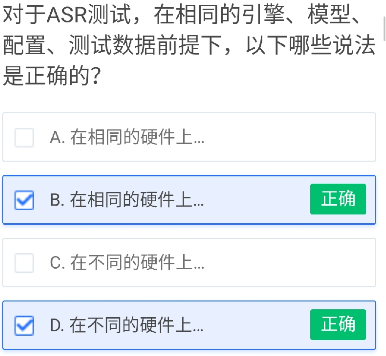 对于ASR测试，在相同的引擎、模型、
配置、测试数据前提下，以下哪些说法
是正确的？
A. 在相同的硬件上...
B. 在相同的硬件上...
正确
C. 在不同的硬件上...
D. 在不同的硬件上...
正确